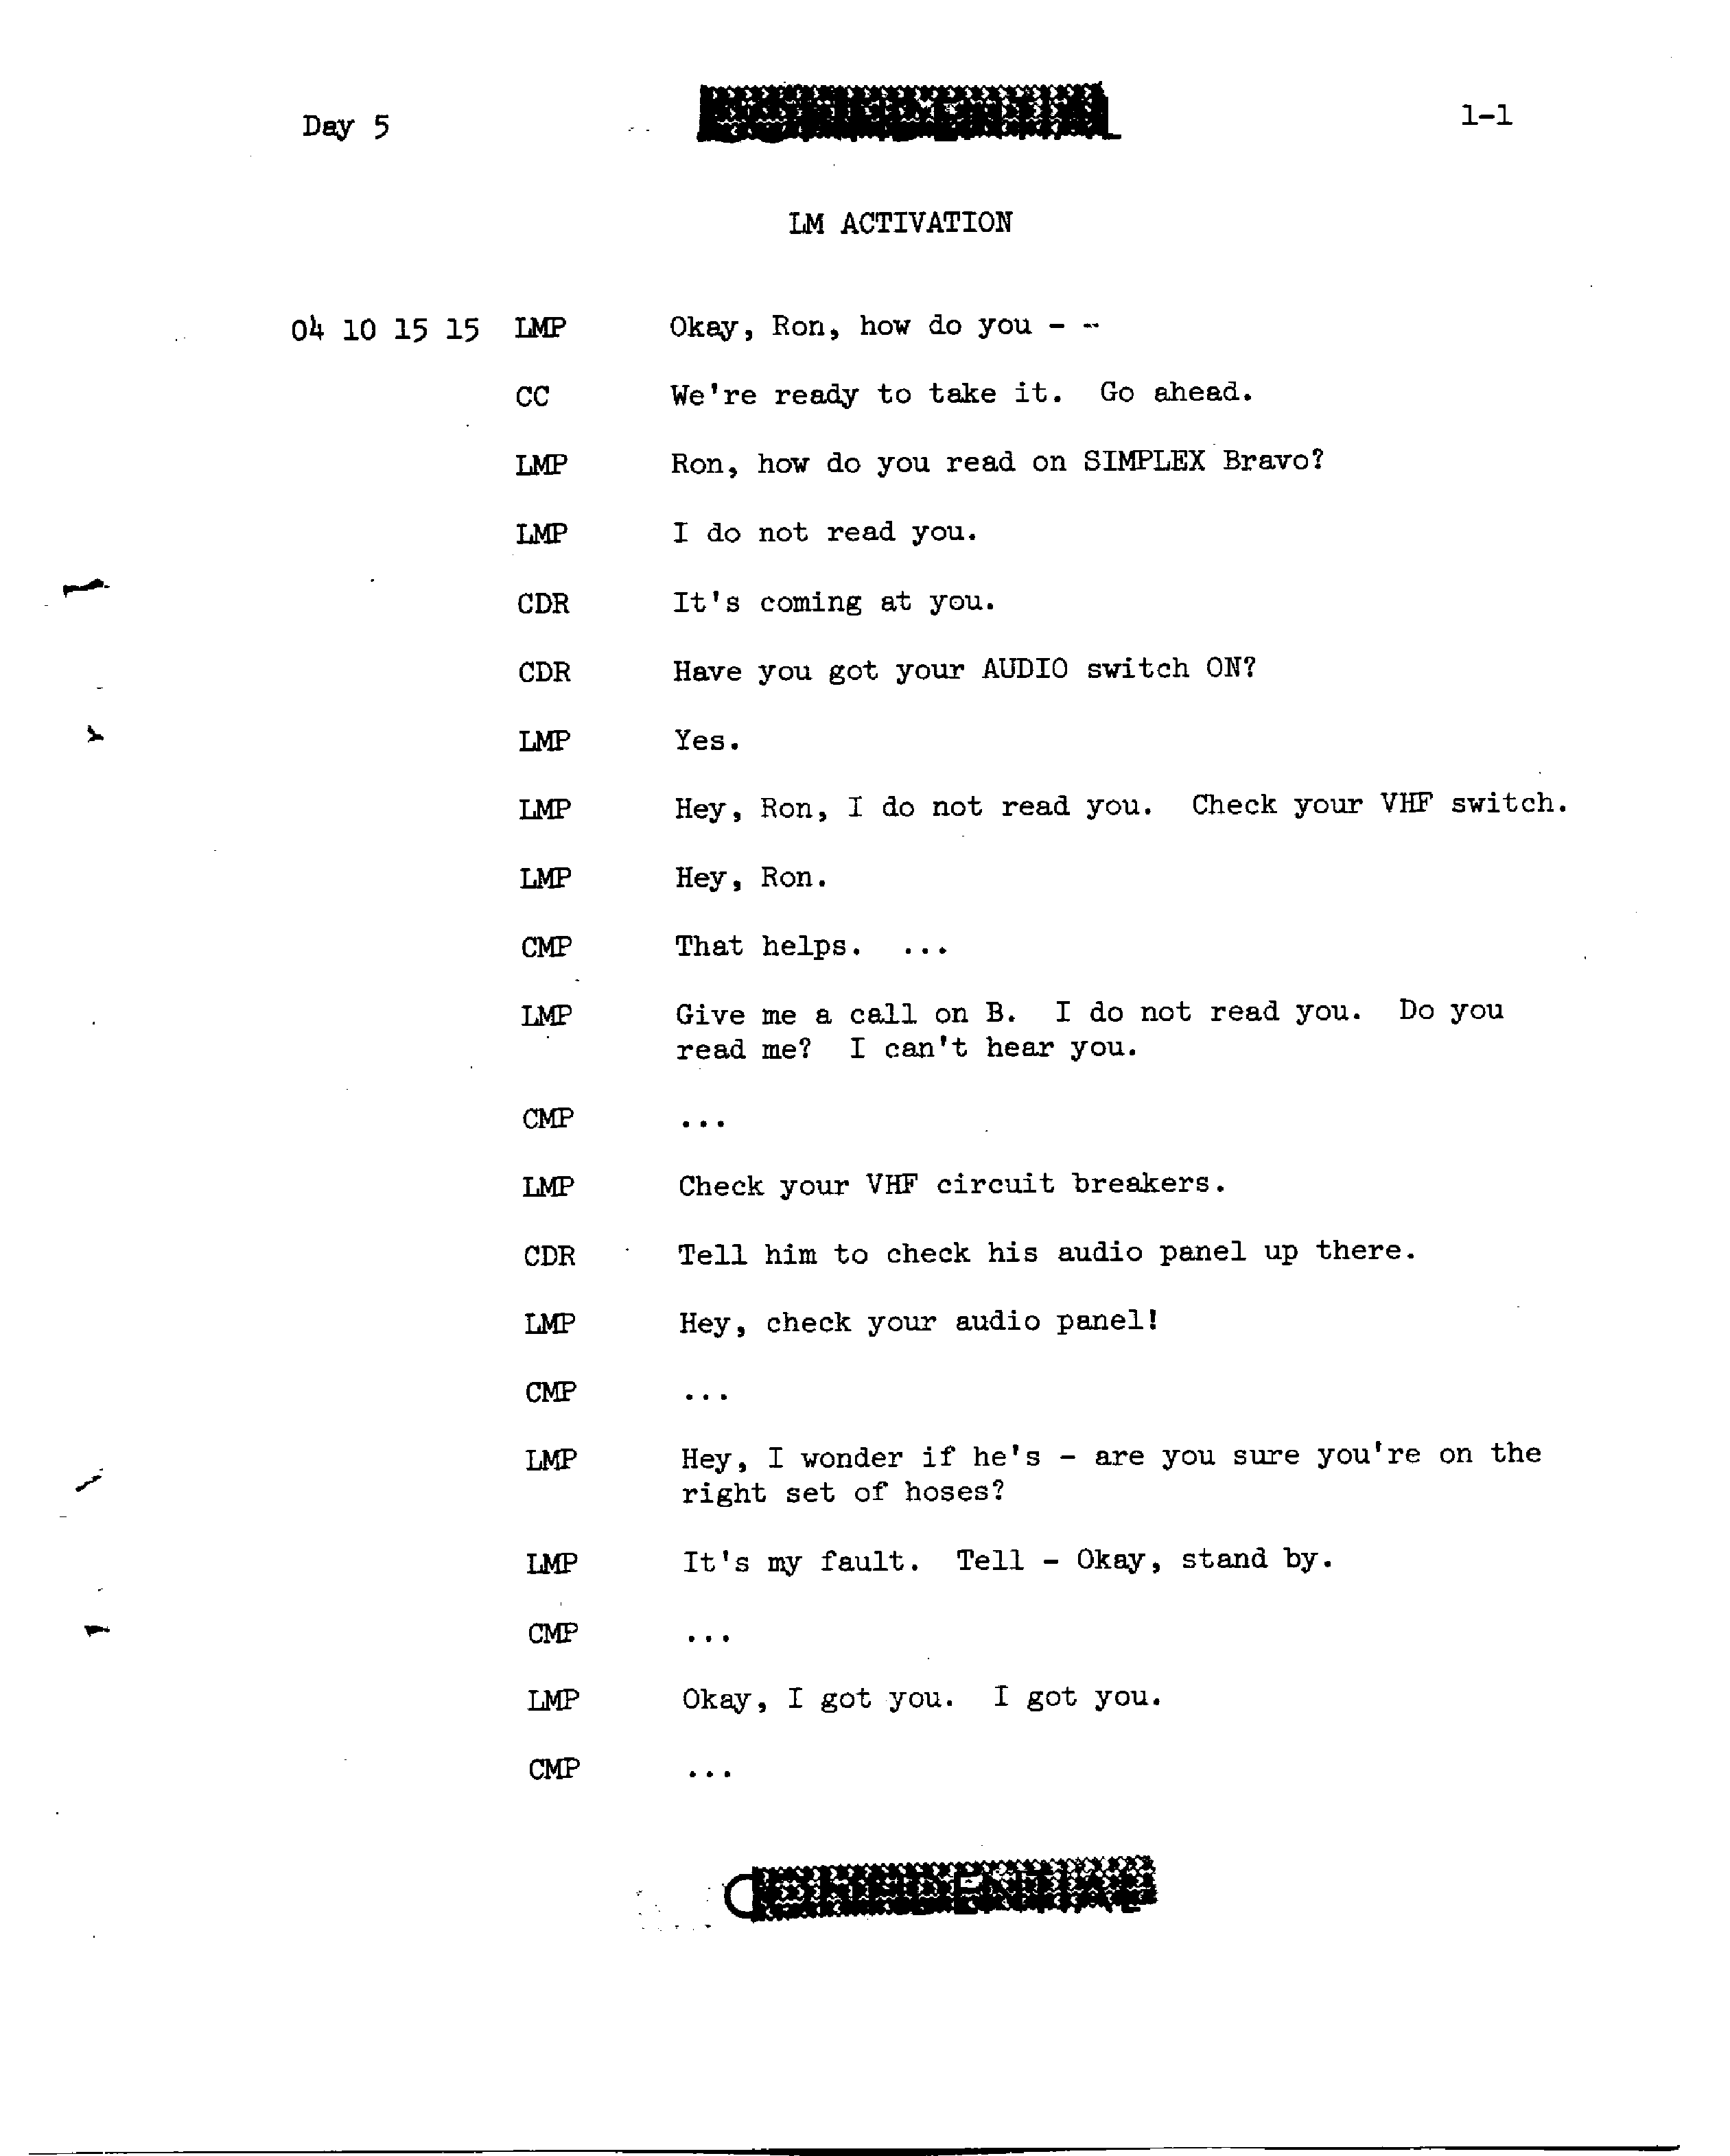 Day 5
1-1
LM ACTIVATION
04 10 15 15 LMP Okay, Ron, how do you - -
CC We're ready to take it. Go ahead.
LMP Ron, how do you read on SIMPLEX Bravo?
LMP I do not read you.
CDR It's coming at you.
CDR Have you got your AUDIO switch ON?
LMP Yes.
LMP Hey, Ron, I do not read you. Check your VHF switch.
LMP Hey, Ron.
CMP That helps. ...
LMP Give me a call on B. I do not read you. Do you
read me? I can't hear you.
CMP ...
LMP Check your VHF circuit breakers.
CDR Tell him to check his audio panel up there.
LMP Hey, check your audio panel!
CMP ...
LMP Hey, I wonder if he's - are you sure you're on the
right set of hoses?
LMP It's my fault. Tell - Okay, stand by.
CMP ...
LMP Okay, I got you. I got you.
CMP ...
CONFIDENTIAL